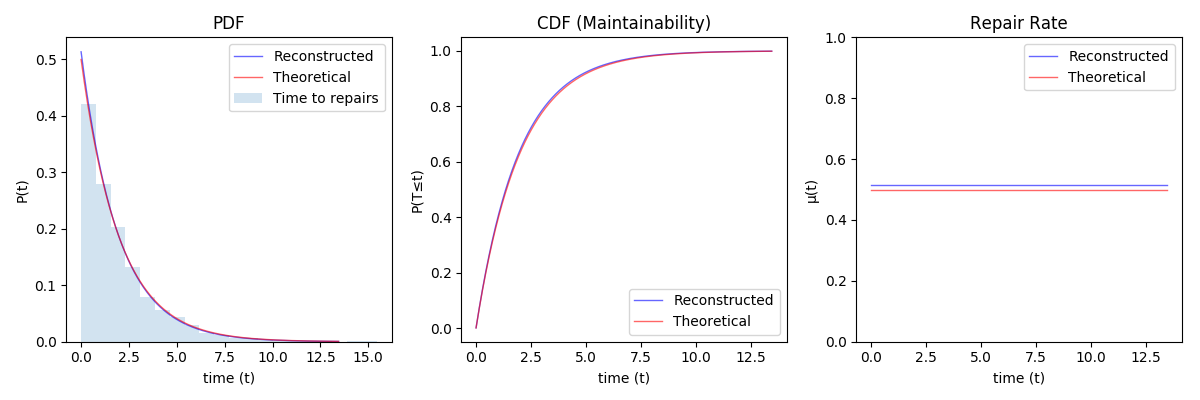 PDF
0.5
0.4
0.3
0.2
0.1
0.0
P(t)
0.0 2.5 5.0 7.5 10.0 12.5 15.0
time (t)
Reconstructed
Theoretical
Time to repairs
CDF (Maintainability)
1.0
0.8
0.6
0.4
0.2
0.0
P(T≤t)
0.0 2.5 5.0 7.5 10.0 12.5
time (t)
Reconstructed
Theoretical
Repair Rate
1.0
0.8
0.6
0.4
0.2
0.0
μ(t)
0.0 2.5 5.0 7.5 10.0 12.5
time (t)
Reconstructed
Theoretical